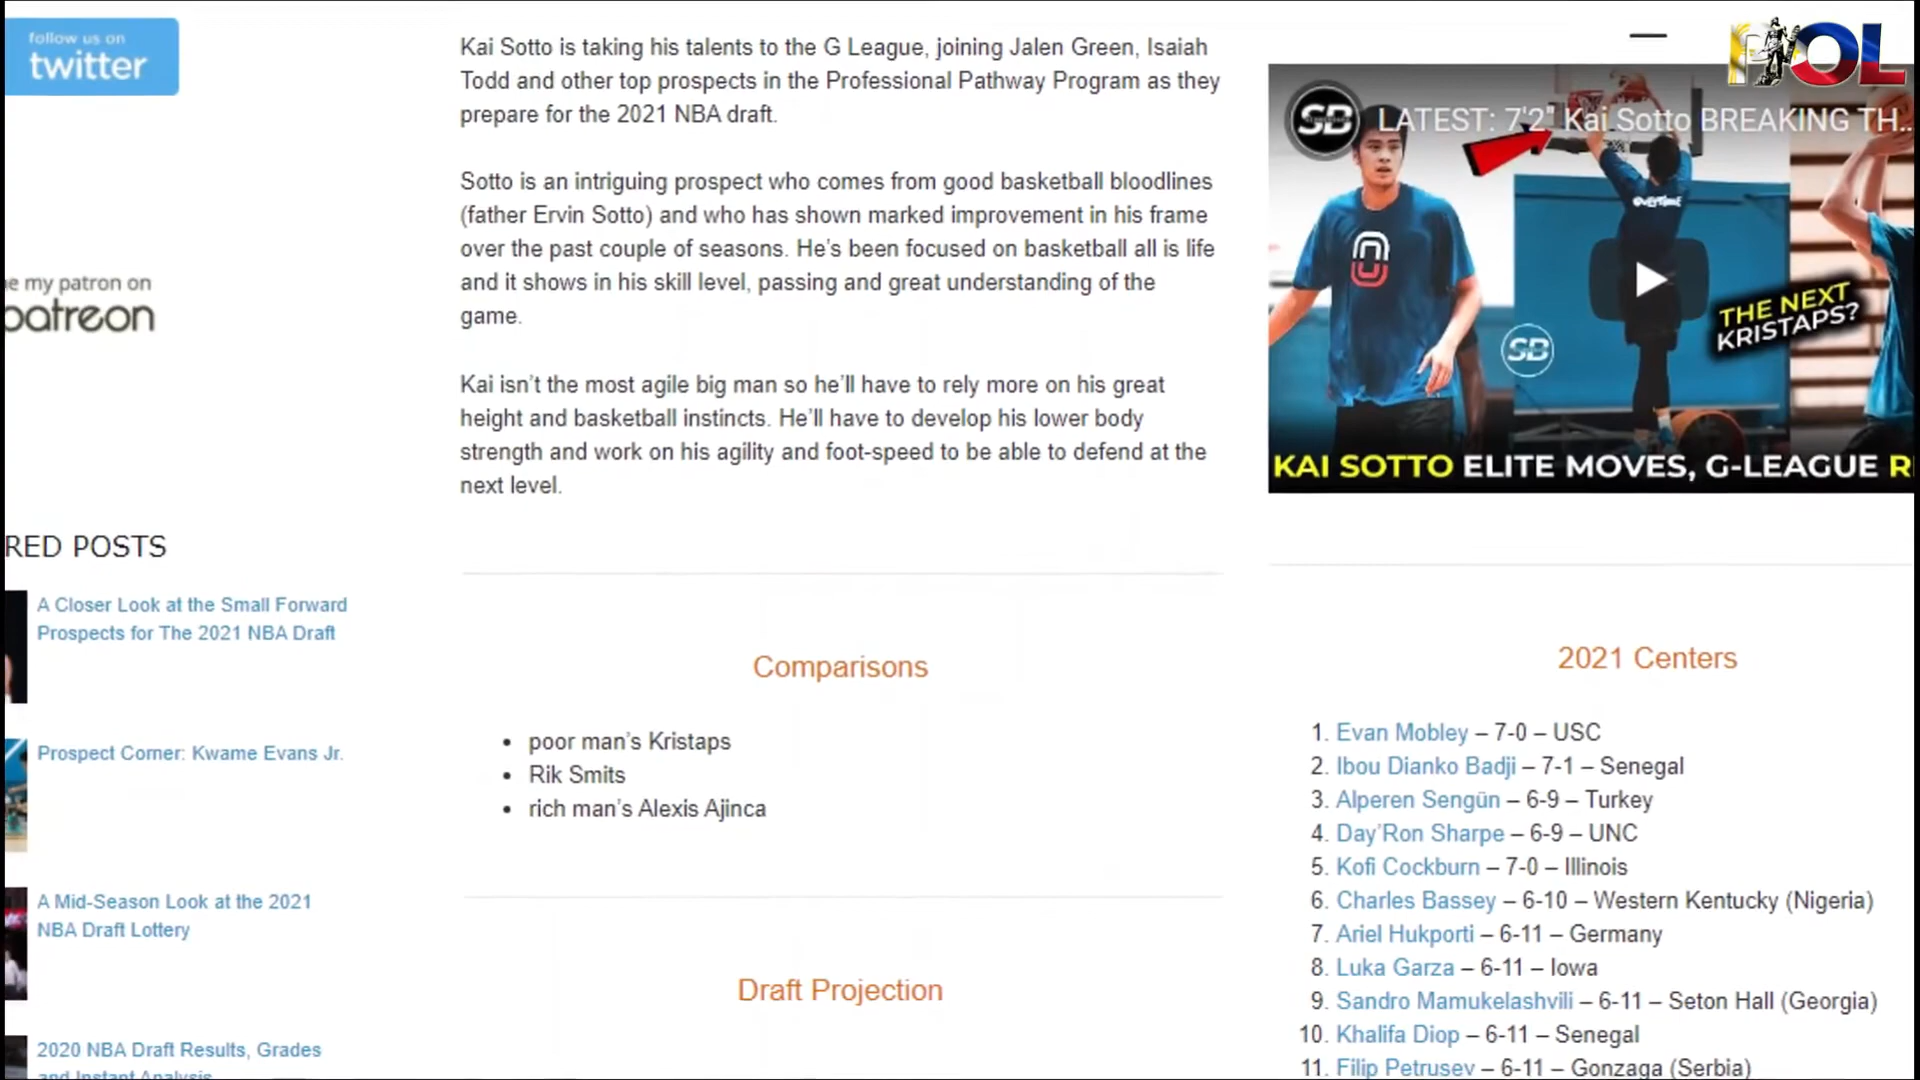 follow us on
twitter
e my patron on
patreon
RED POSTS
A Closer Look at the Small Forward
Prospects for The 2021 NBA Draft
Prospect Corner: Kwame Evans Jr.
A Mid-Season Look at the 2021
NBA Draft Lottery
2020 NBA Draft Results, Grades
and Instant Analysis
Kai Sotto is taking his talents to the G League, joining Jalen Green, Isaiah
Todd and other top prospects in the Professional Pathway Program as they
prepare for the 2021 NBA draft.
Sotto is an intriguing prospect who comes from good basketball bloodlines
(father Ervin Sotto) and who has shown marked improvement in his frame
over the past couple of seasons. He’s been focused on basketball all is life
and it shows in his skill level, passing and great understanding of the
game.
Kai isn’t the most agile big man so he’ll have to rely more on his great
height and basketball instincts. He’ll have to develop his lower body
strength and work on his agility and foot-speed to be able to defend at the
next level.
Comparisons
• poor man’s Kristaps
• Rik Smits
• rich man’s Alexis Ajinca
Draft Projection
SB
LATEST: 7'2" Kai Sotto BREAKING TH...
OVERTIME
THE NEXT
KRISTAPS?
SB
KAI SOTTO ELITE MOVES, G-LEAGUE R
2021 Centers
1. Evan Mobley – 7-0 – USC
2. Ibou Dianko Badji – 7-1 – Senegal
3. Alperen Sengün – 6-9 – Turkey
4. Day’Ron Sharpe – 6-9 – UNC
5. Kofi Cockburn – 7-0 – Illinois
6. Charles Bassey – 6-10 – Western Kentucky (Nigeria)
7. Ariel Hukporti – 6-11 – Germany
8. Luka Garza – 6-11 – Iowa
9. Sandro Mamukelashvili – 6-11 – Seton Hall (Georgia)
10. Khalifa Diop – 6-11 – Senegal
11. Filip Petrusev – 6-11 – Gonzaga (Serbia)